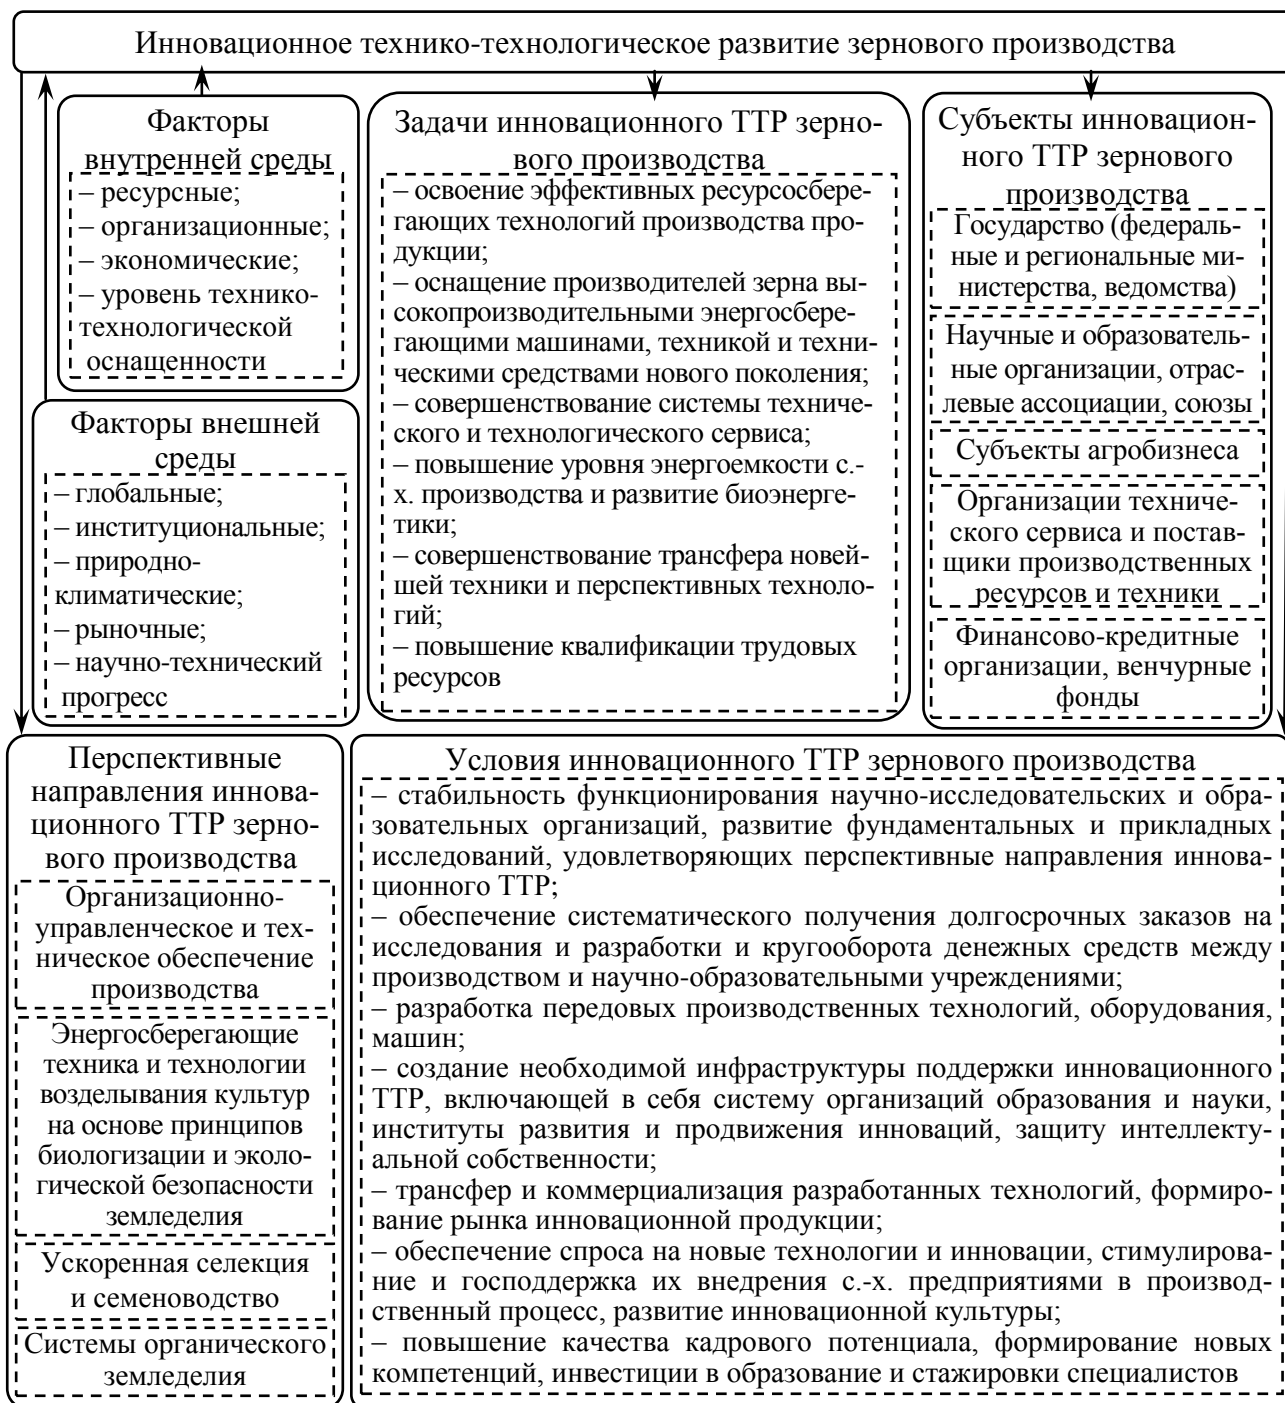 Инновационное технико-технологическое развитие зернового производства
Факторы
внутренней среды
– ресурсные;
– организационные;
– экономические;
– уровень технико-
технологической
оснащенности
Факторы внешней
среды
– глобальные;
– институциональные;
– природно-
климатические;
– рыночные;
– научно-технический
прогресс
Задачи инновационного ТТР зерно-
вого производства
– освоение эффективных ресурсосбере-
гающих технологий производства про-
дукции;
– оснащение производителей зерна вы-
сокопроизводительными энергосбере-
гающими машинами, техникой и техни-
ческими средствами нового поколения;
– совершенствование системы техниче-
ского и технологического сервиса;
– повышение уровня энергоемкости с.-
х. производства и развитие биоэнерге-
тики;
– совершенствование трансфера новей-
шей техники и перспективных техноло-
гий;
– повышение квалификации трудовых
ресурсов
Субъекты инновацион-
ного ТТР зернового
производства
Государство (федераль-
ные и региональные ми-
нистерства, ведомства)
Научные и образователь-
ные организации, отрас-
левые ассоциации, союзы
Субъекты агробизнеса
Организации техниче-
ского сервиса и постав-
щики производственных
ресурсов и техники
Финансово-кредитные
организации, венчурные
фонды
Перспективные
направления иннова-
ционного ТТР зерно-
вого производства
Организационно-
управленческое и тех-
ническое обеспечение
производства
Энергосберегающие
техника и технологии
возделывания культур
на основе принципов
биологизации и эколо-
гической безопасности
земледелия
Ускоренная селекция
и семеноводство
Системы органического
земледелия
Условия инновационного ТТР зернового производства
– стабильность функционирования научно-исследовательских и обра-
зовательных организаций, развитие фундаментальных и прикладных
исследований, удовлетворяющих перспективные направления иннова-
ционного ТТР;
– обеспечение систематического получения долгосрочных заказов на
исследования и разработки и кругооборота денежных средств между
производством и научно-образовательными учреждениями;
– разработка передовых производственных технологий, оборудования,
машин;
– создание необходимой инфраструктуры поддержки инновационного
ТТР, включающей в себя систему организаций образования и науки,
институты развития и продвижения инноваций, защиту интеллекту-
альной собственности;
– трансфер и коммерциализация разработанных технологий, формиро-
вание рынка инновационной продукции;
– обеспечение спроса на новые технологии и инновации, стимулирова-
ние и господдержка их внедрения с.-х. предприятиями в производ-
ственный процесс, развитие инновационной культуры;
– повышение качества кадрового потенциала, формирование новых
компетенций, инвестиции в образование и стажировки специалистов